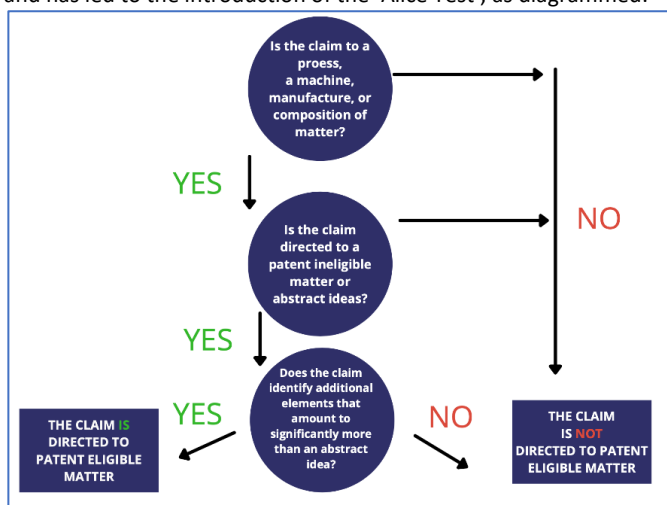 and has led to the introduction of the 'Alice Test', as diagrammed:
Is the claim to a
proess,
a machine,
manufacture, or
composition of
matter?
YES
NO
Is the claim
directed to a
patent ineligible
matter or
abstract ideas?
YES
Does the claim
identify additional
elements that
amount to
significantly more
than an abstract
idea?
YES
NO
THE CLAIM IS
DIRECTED TO
PATENT ELIGIBLE
MATTER
THE CLAIM
IS NOT
DIRECTED TO PATENT
ELIGIBLE MATTER